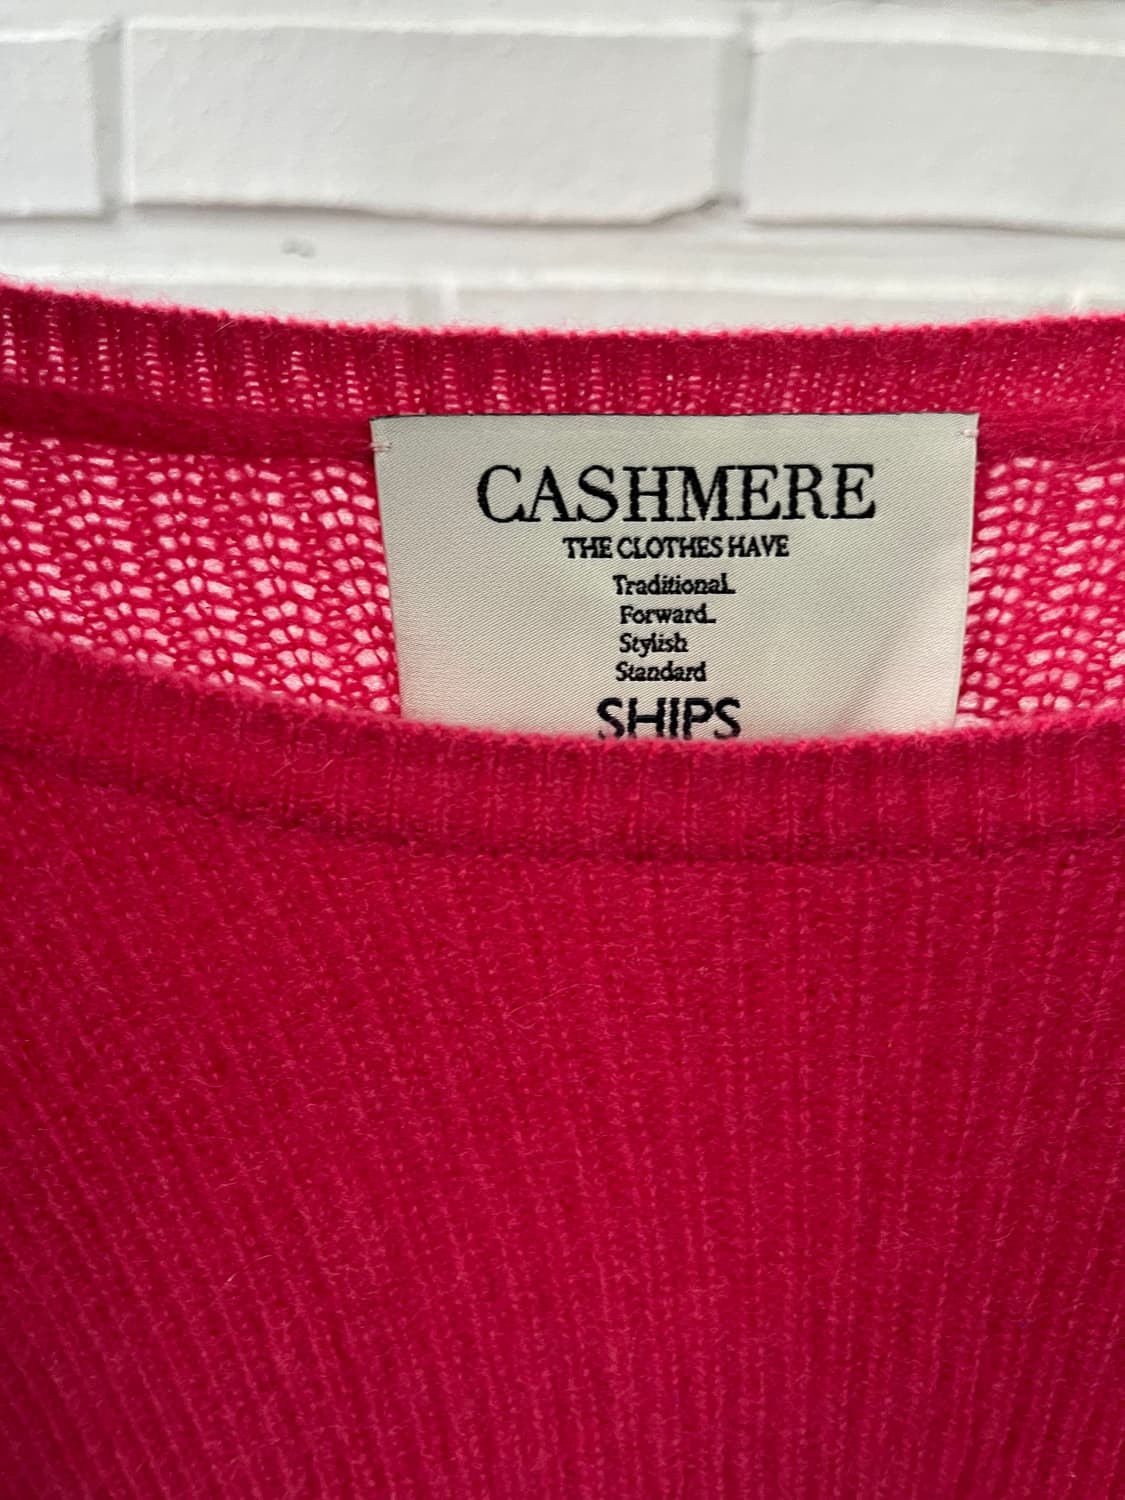 CASHMERE
THE CLOTHES HAVE
Traditional
Forward
Stylish
Standard
SHIPS